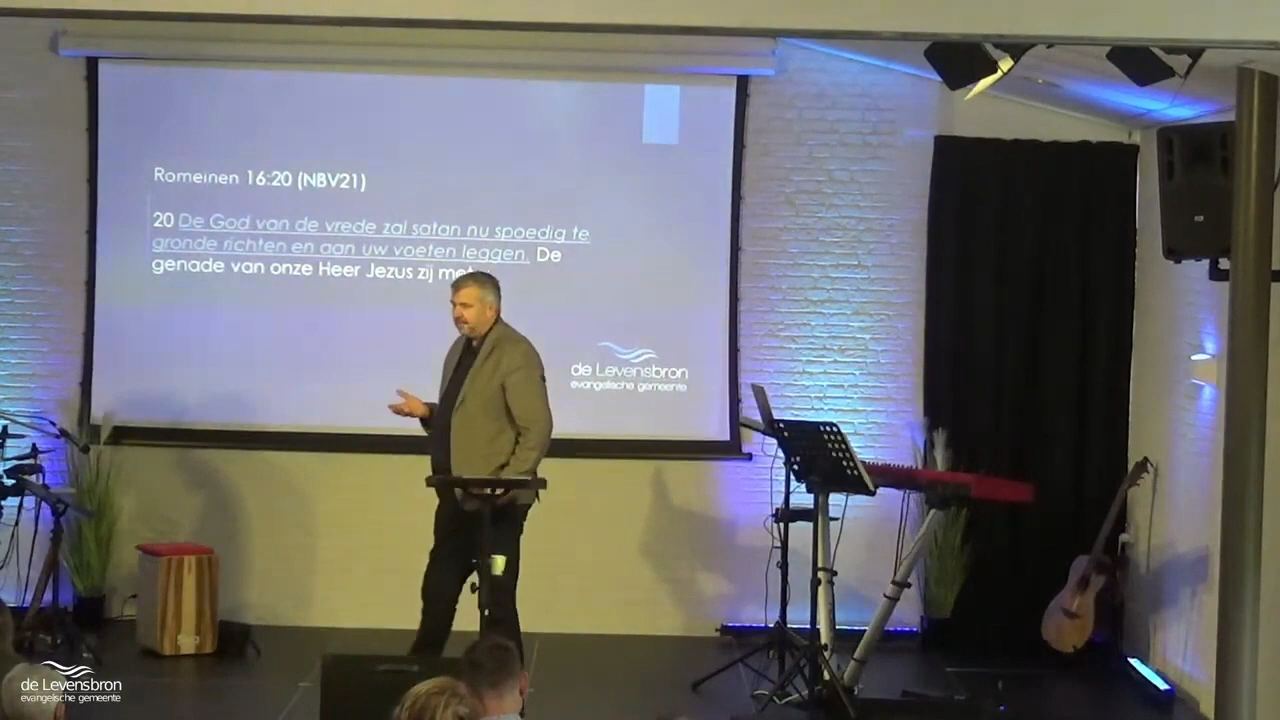 Romeinen 16:20 (NBV21)
20 De God van de vrede zal satan nu spoedig te
gronde richten en aan uw voeten leggen. De
genade van onze Heer Jezus zij met
de Levensbron
evangelische gemeente
de Levensbron
evangelische gemeente